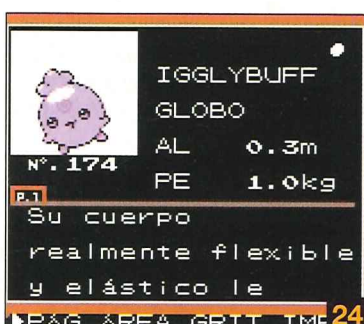 IGGLYBUFF
GLOBO
AL 0.3m
Nº.174
PE 1.0kg
P.1
Su cuerpo
realmente flexible
y elástico le
PÁG ÁREA GRIT IM
24